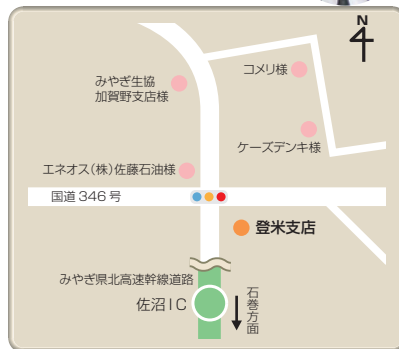 N
コメリ様
みやぎ生協
加賀野支店様
ケーズデンキ様
エネオス（株）佐藤石油様
国道346号
登米支店
みやぎ県北高速幹線道路
佐沼IC
石巻方面